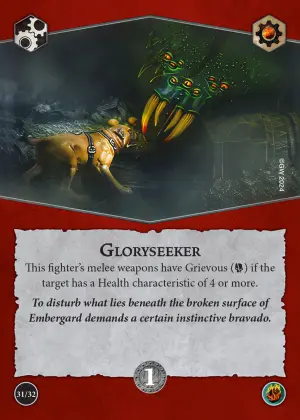 ©GW 2024
GLORYSEEKER
This fighter's melee weapons have Grievous () if the
target has a Health characteristic of 4 or more.
To disturb what lies beneath the broken surface of
Embergard demands a certain instinctive bravado.
1
31/32